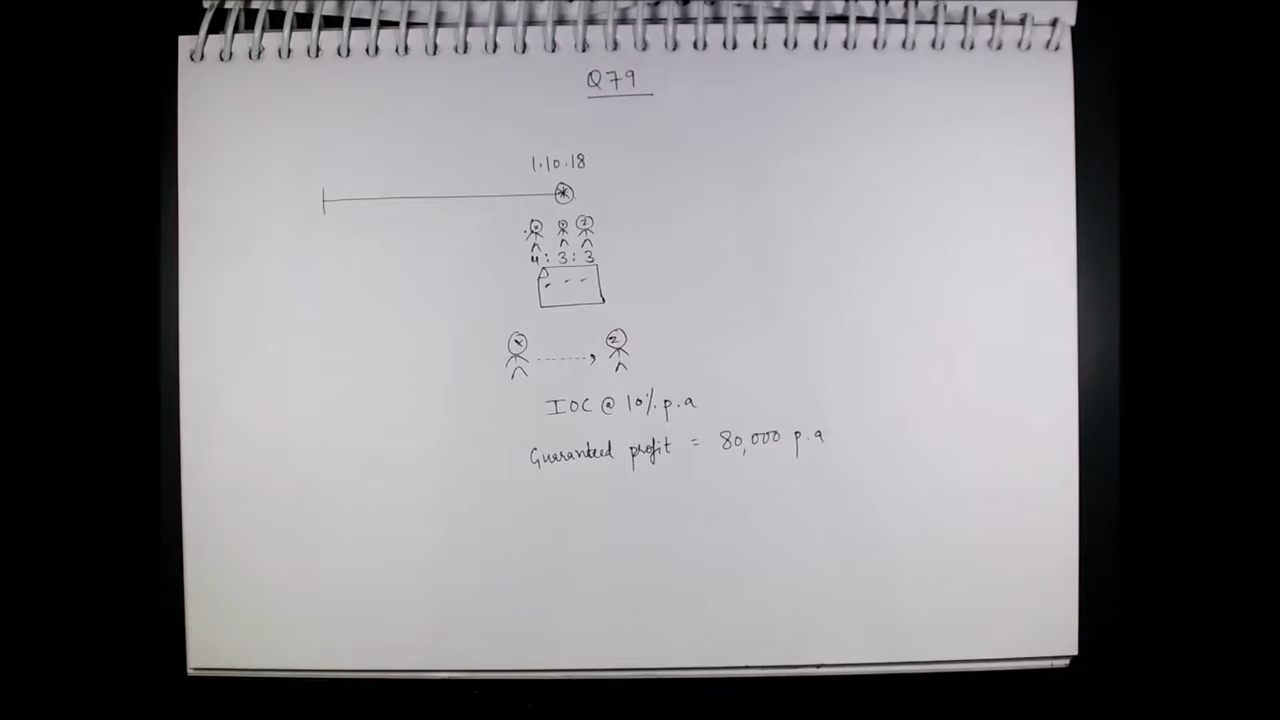 Q79
1.10.18
4 : 3 : 3
x z
IOC @ 10% p.a
Guaranteed profit = 80,000 p.a